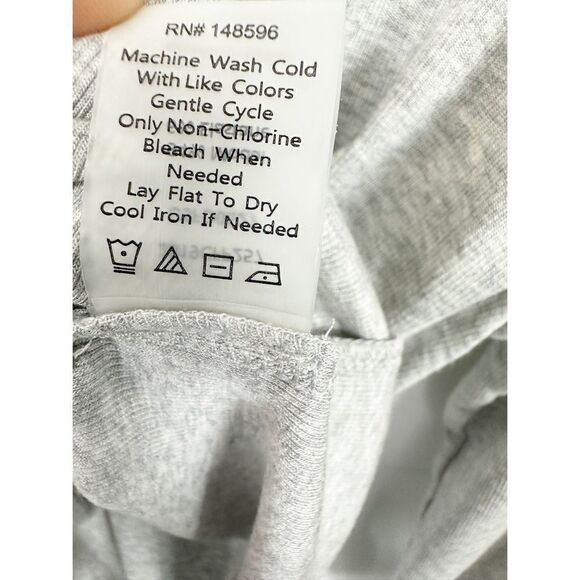 RN# 148596
Machine Wash Cold
With Like Colors
Gentle Cycle
Only Non-Chlorine
Bleach When
Needed
Lay Flat To Dry
Cool Iron If Needed